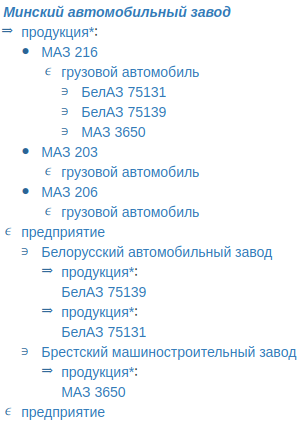 Минский автомобильный завод
⇒ продукция*:
● МАЗ 216
ϵ грузовой автомобиль
∍ БелАЗ 75131
∍ БелАЗ 75139
∍ МАЗ 3650
● МАЗ 203
ϵ грузовой автомобиль
● МАЗ 206
ϵ грузовой автомобиль
ϵ предприятие
∍ Белорусский автомобильный завод
⇒ продукция*:
БелАЗ 75139
⇒ продукция*:
БелАЗ 75131
∍ Брестский машиностроительный завод
⇒ продукция*:
МАЗ 3650
ϵ предприятие